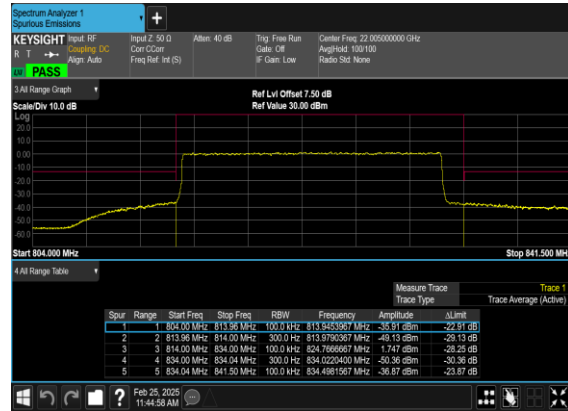 Spectrum Analyzer 1
Spurious Emissions
+
KEYSIGHT Input: RF Input Z: 50 Ω Atten: 40 dB Trig: Free Run Center Freq: 22.005000000 GHz
R T Coupling: DC Corr CCorr Gate: Off Avg|Hold: 100/100
Align: Auto Freq Ref: Int (S) IF Gain: Low Radio Std: None
PASS
3 All Range Graph
Ref Lvl Offset 7.50 dB
Scale/Div 10.0 dB Ref Value 30.00 dBm
Log
20.0
10.0
0.00
-10.0
-20.0
-30.0
-40.0
-50.0
-60.0
Start 804.000 MHz Stop 841.500 MH
4 All Range Table
Measure Trace Trace 1
Trace Type Trace Average (Active)
Spur Range Start Freq Stop Freq RBW Frequency Amplitude ΔLimit
1 1 804.00 MHz 813.96 MHz 100.0 kHz 813.9453967 MHz -35.91 dBm -22.91 dB
2 2 813.96 MHz 814.00 MHz 300.0 Hz 813.9790367 MHz -49.13 dBm -29.13 dB
3 3 814.00 MHz 834.00 MHz 100.0 kHz 824.7666667 MHz 1.747 dBm -28.25 dB
4 4 834.00 MHz 834.04 MHz 300.0 Hz 834.0220400 MHz -50.36 dBm -30.36 dB
5 5 834.04 MHz 841.50 MHz 100.0 kHz 834.4981567 MHz -36.87 dBm -23.87 dB
? Feb 25, 2025
11:44:58 AM